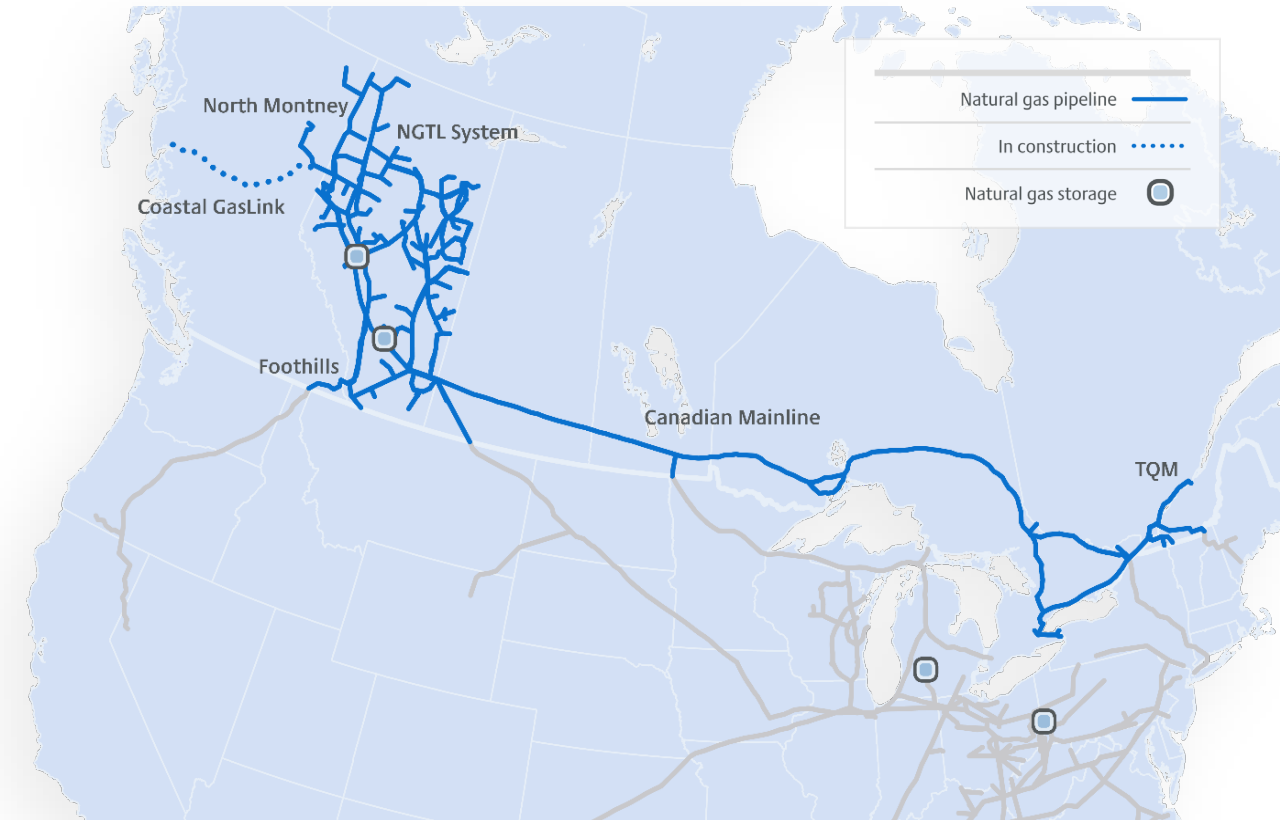 Natural gas pipeline
North Montney
NGTL System
In construction
Natural gas storage
Coastal GasLink
Foothills
Canadian Mainline
TQM